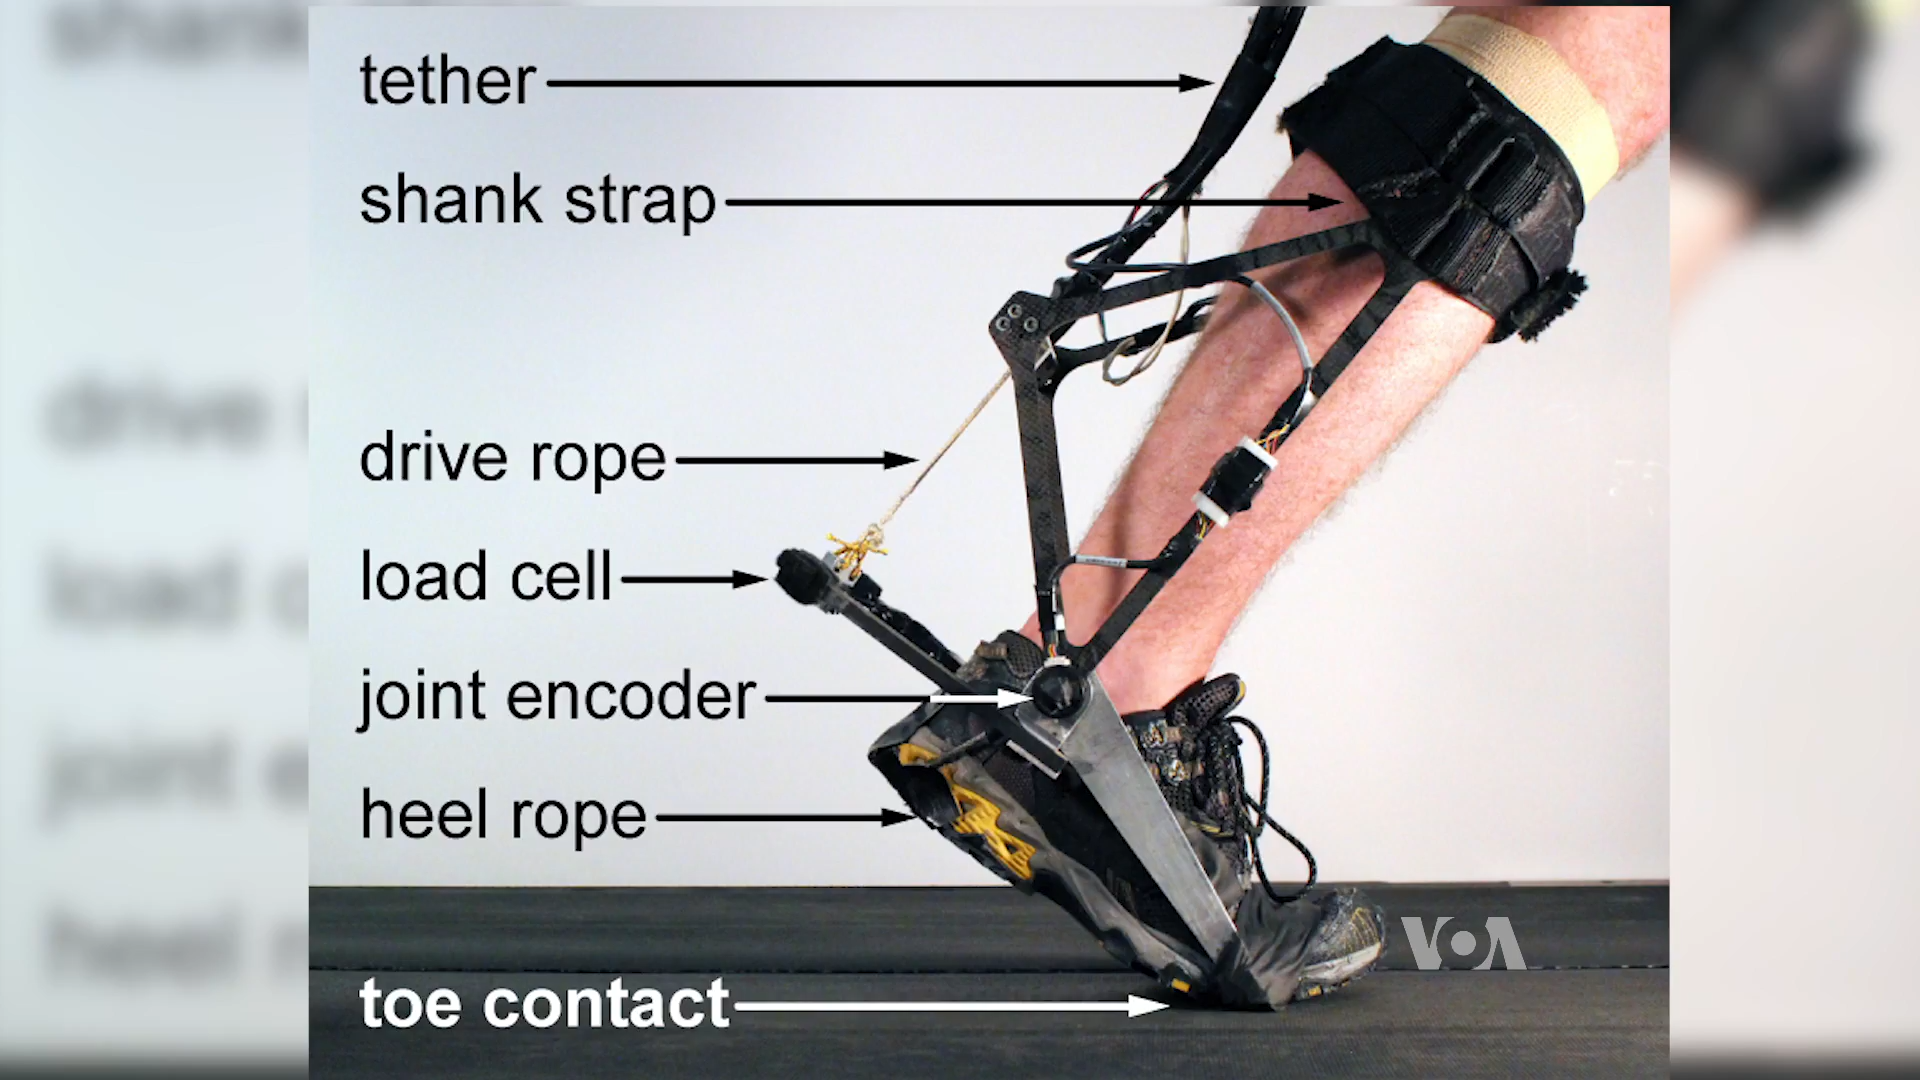 tether
shank strap
drive rope
load cell
joint encoder
heel rope
toe contact
VOA